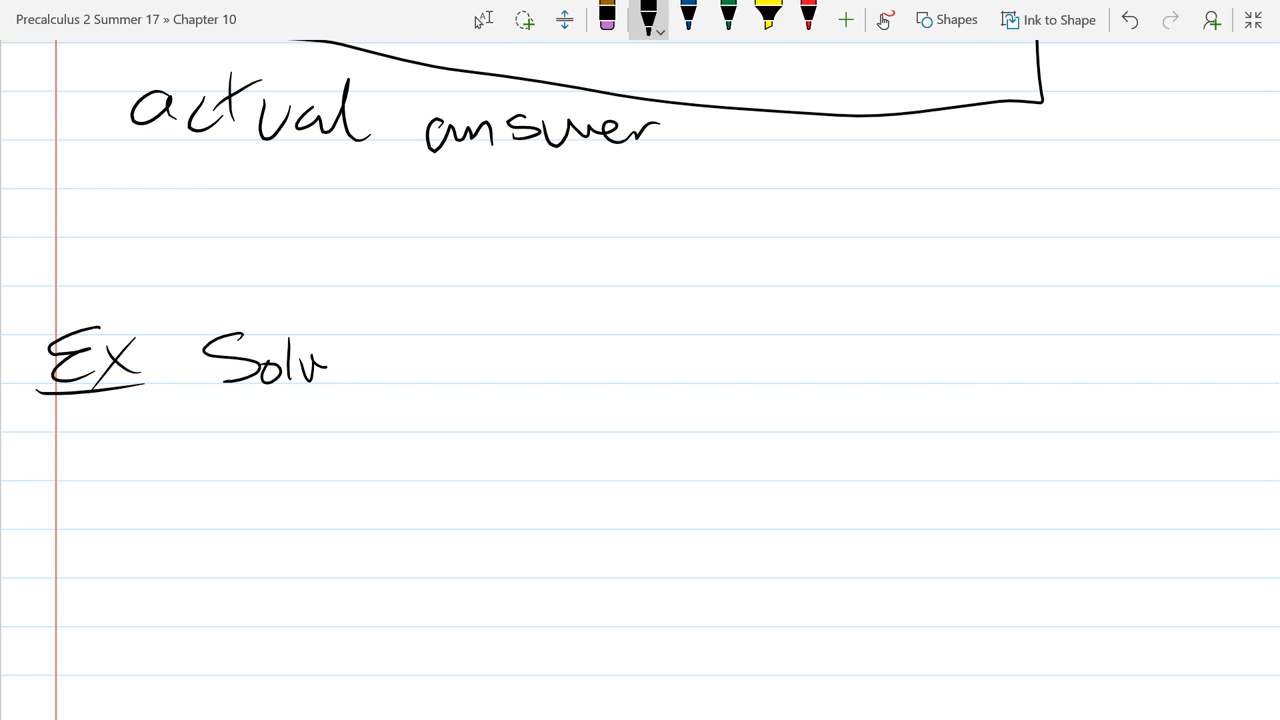 Precalculus 2 Summer 17 » Chapter 10
Shapes
Ink to Shape
actual answer
Ex Solv